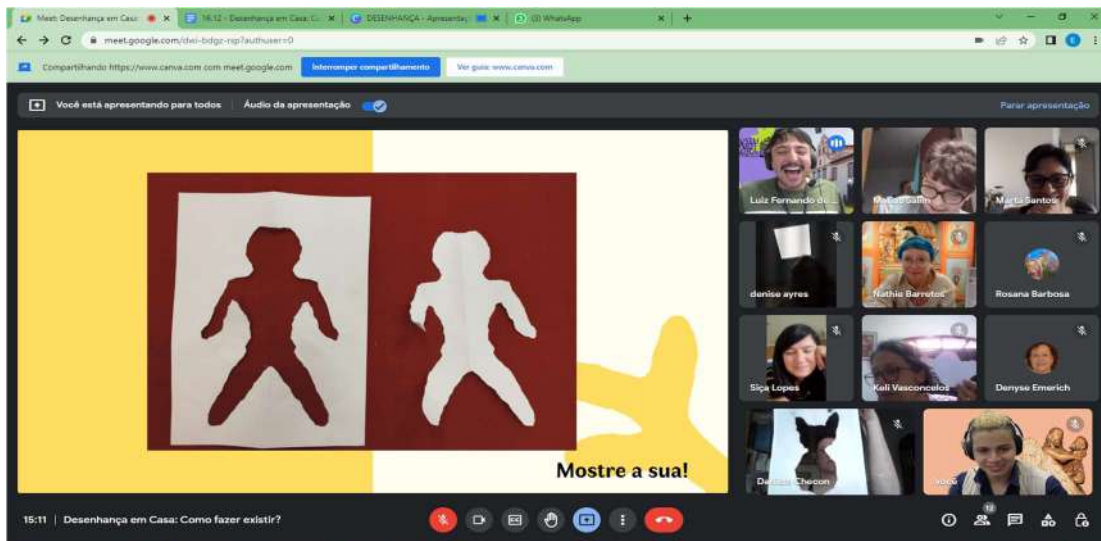 Meet: Desenhança em Casa:
16.12 - Desenhança em Casa: C
DESENHANÇA - Apresentaç
(3) WhatsApp
meet.google.com/dwi-bdgz-nip?authuser=0
Compartilhando https://www.canva.com com meet.google.com
Interromper compartilhamento
Ver guia: www.canva.com
Você está apresentando para todos
Áudio da apresentação
Parar apresentação
Luiz Fernando de ...
Salim
Marta Santos
denise ayres
Nathie Barretos
Rosana Barbosa
Siça Lopes
Keli Vasconcelos
Denyse Emerich
Checon
Você
Mostre a sua!
15:11 | Desenhança em Casa: Como fazer existir?
12